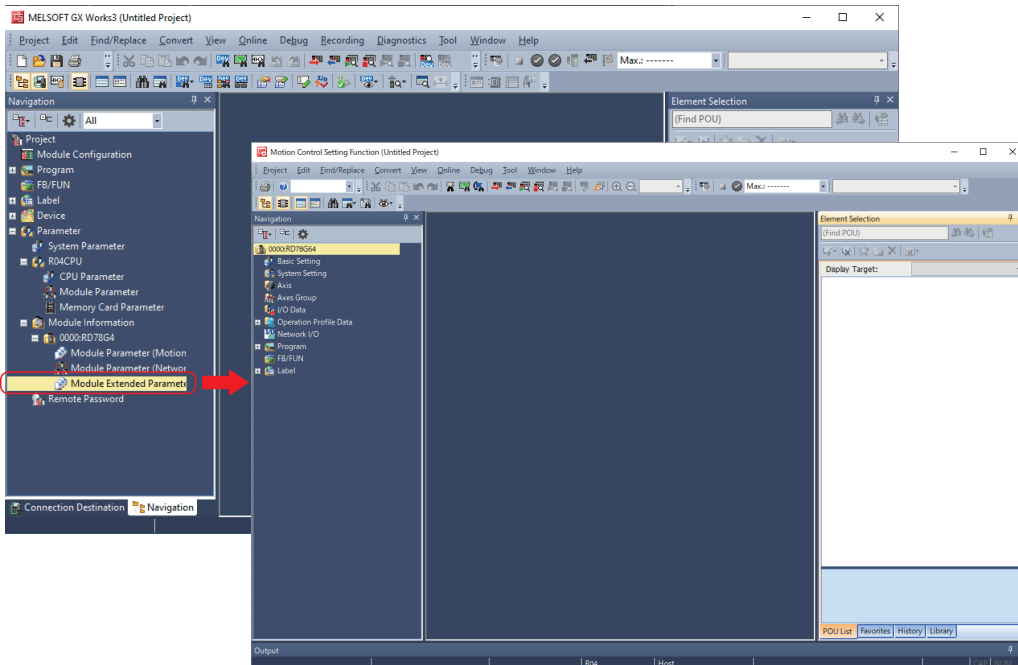 MELSOFT GX Works3 (Untitled Project)
Project Edit Find/Replace Convert View Online Debug Recording Diagnostics Tool Window Help
Max.: -------
Navigation
All
Project
Module Configuration
Program
FB/FUN
Label
Device
Parameter
System Parameter
R04CPU
CPU Parameter
Module Parameter
Memory Card Parameter
Module Information
0000:RD78G4
Module Parameter (Motion
Module Parameter (Networ
Module Extended Paramete
Remote Password
Connection Destination Navigation
Element Selection
(Find POU)
Motion Control Setting Function (Untitled Project)
Project Edit Find/Replace Convert View Online Debug Tool Window Help
Max.: -------
Navigation
0000:RD78G64
Basic Setting
System Setting
Axis
Axes Group
I/O Data
Operation Profile Data
Network I/O
Program
FB/FUN
Label
Element Selection
(Find POU)
Display Target:
POU List Favorites History Library
Output
R04 Host CAP NUM